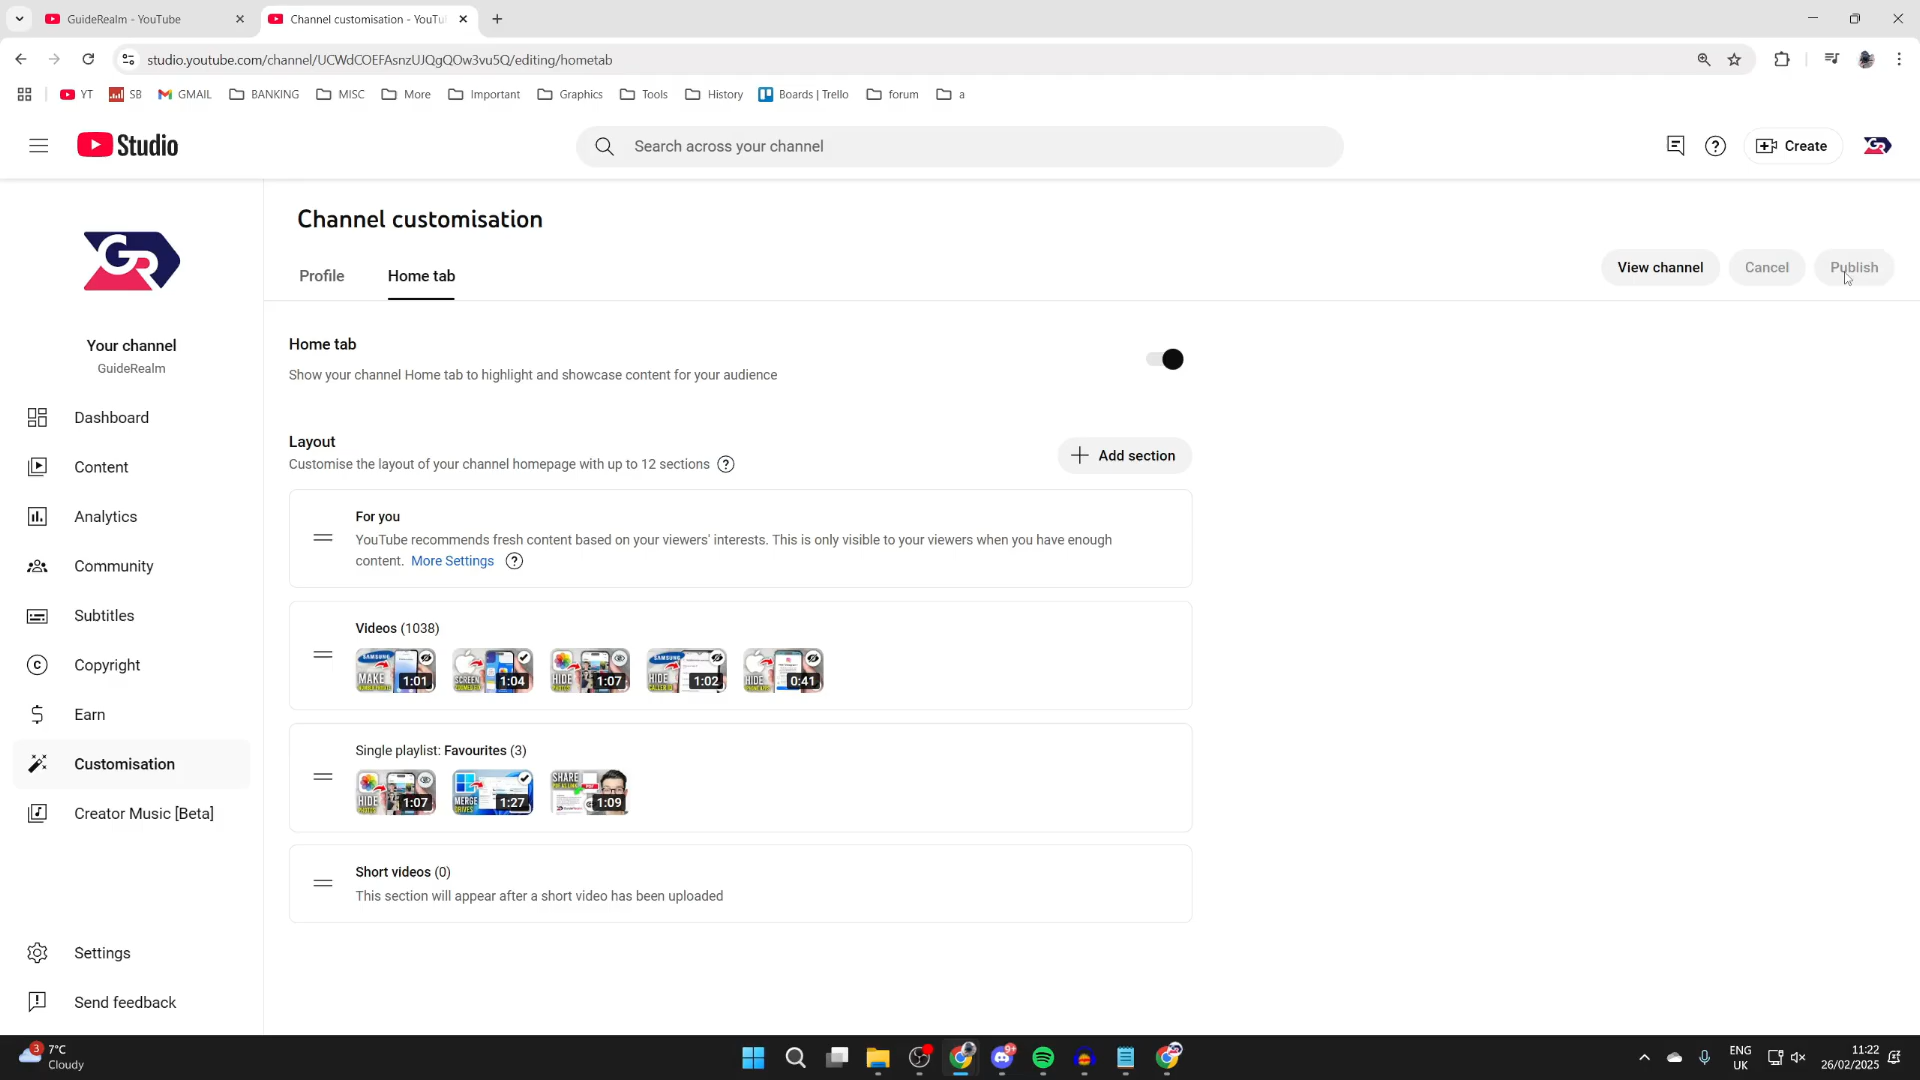 GuideRealm - YouTube
Channel customisation - YouTu
studio.youtube.com/channel/UCWdCOEFAsnzUJQgQOw3vu5Q/editing/hometab
YT
SB
GMAIL
BANKING
MISC
More
Important
Graphics
Tools
History
Boards | Trello
forum
a
Studio
Search across your channel
Create
GR
GR
Your channel
GuideRealm
Dashboard
Content
Analytics
Community
Subtitles
Copyright
Earn
Customisation
Creator Music [Beta]
Settings
Send feedback
Channel customisation
Profile
Home tab
View channel
Cancel
Publish
Home tab
Show your channel Home tab to highlight and showcase content for your audience
Layout
Customise the layout of your channel homepage with up to 12 sections
Add section
For you
YouTube recommends fresh content based on your viewers' interests. This is only visible to your viewers when you have enough
content. More Settings
Videos (1038)
SAMSUNG
MAKE
1:01
SCREEN
1:04
HIDE
1:07
SAMSUNG
HIDE
1:02
HIDE
0:41
Single playlist: Favourites (3)
HIDE
1:07
MERGE
DRIVES
1:27
SHARE
1:09
Short videos (0)
This section will appear after a short video has been uploaded
3
7°C
Cloudy
9+
ENG
UK
11:22
26/02/2025